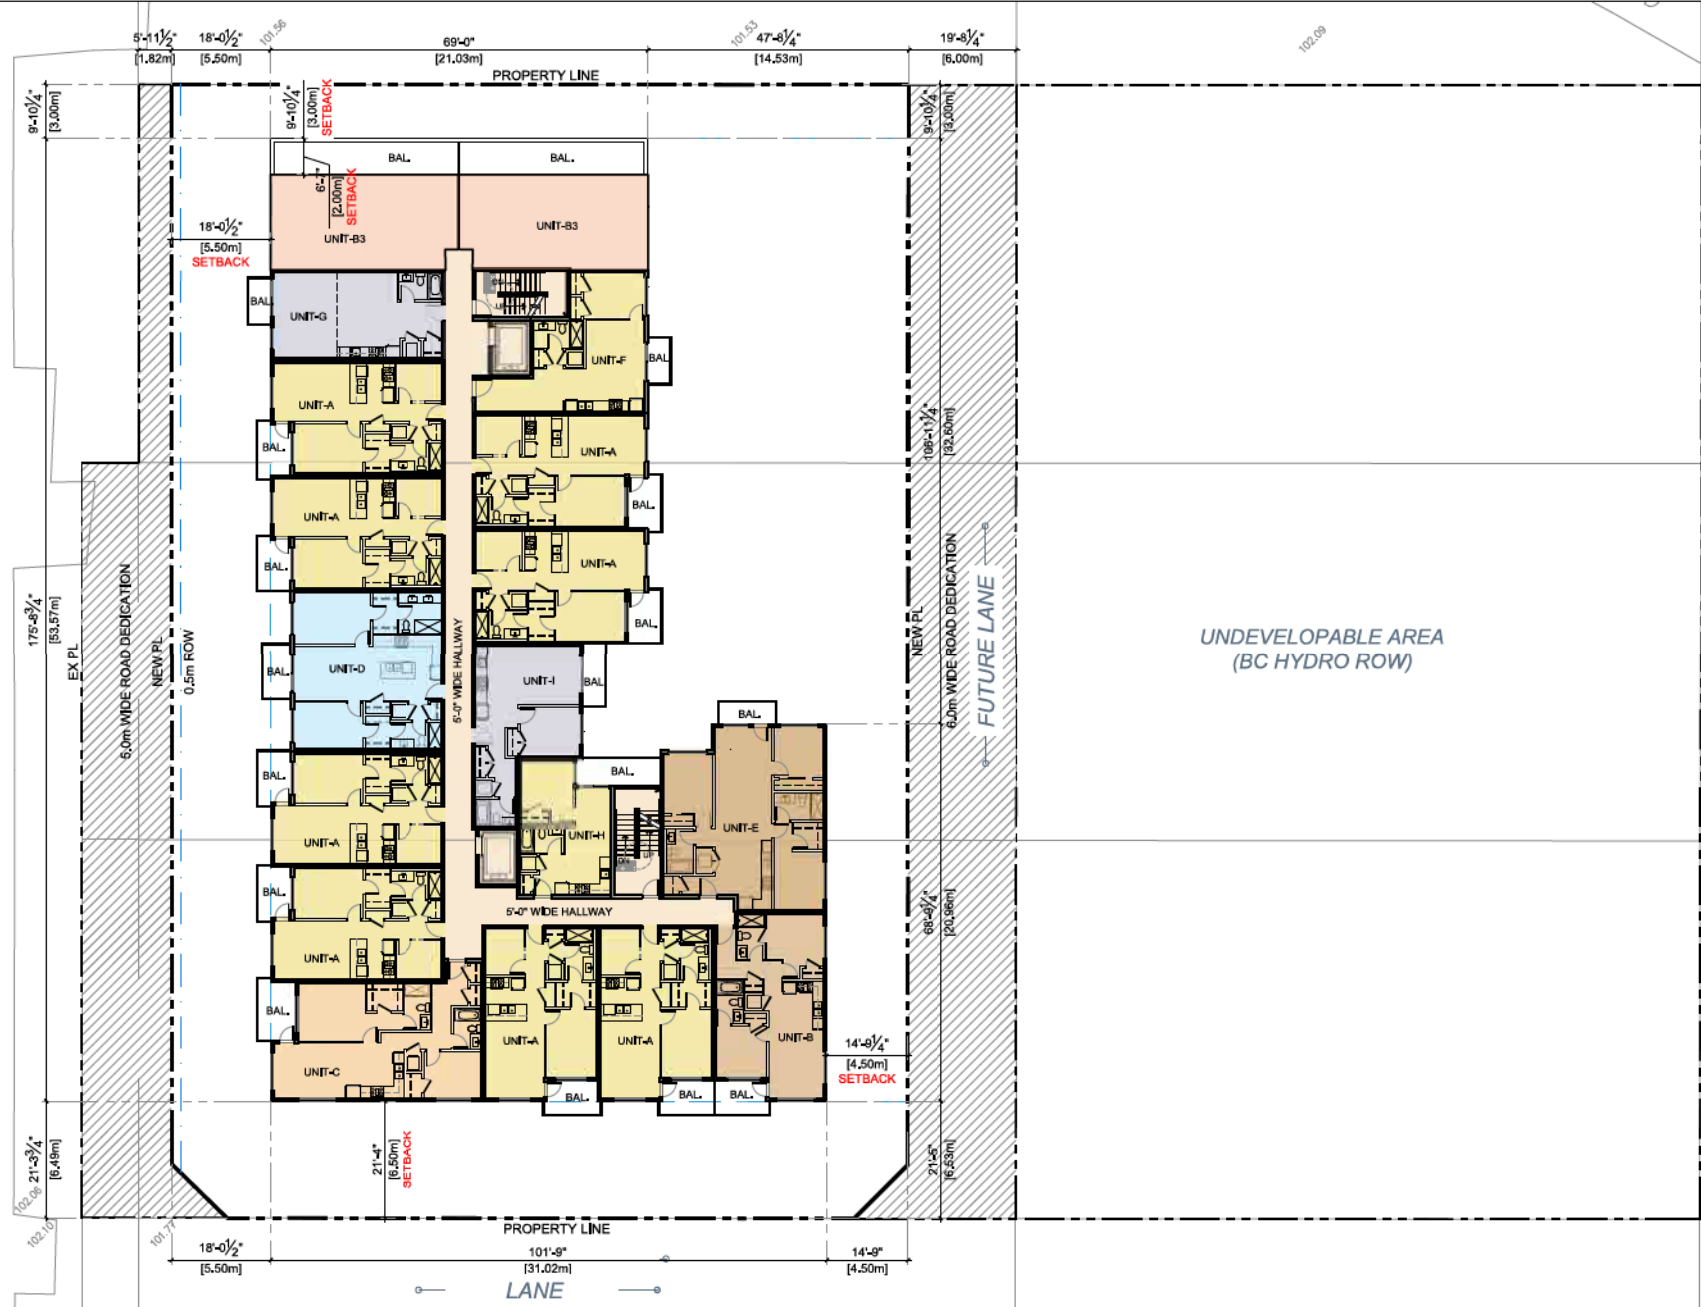 5'-11½"
[1.82m]
18'-0½"
[5.50m]
101.56
69'-0"
[21.03m]
101.53
47'-8¼"
[14.53m]
19'-8¼"
[6.00m]
102.09
PROPERTY LINE
9'-10¼"
[3.00m]
9'-10¼"
[3.00m]
SETBACK
9'-10¼"
[3.00m]
BAL.
BAL.
6'-7"
[2.00m]
SETBACK
18'-0½"
[5.50m]
SETBACK
UNIT-B3
UNIT-B3
BAL.
UNIT-G
UP
UNIT-F
BAL.
UNIT-A
BAL.
UNIT-A
106'-11¼"
[32.60m]
UNIT-A
BAL.
BAL.
UNIT-A
BAL.
175'-8¾"
[53.57m]
EX PL
5.0m WIDE ROAD DEDICATION
NEW PL
0.5m ROW
UNIT-D
BAL.
5'-0" WIDE HALLWAY
UNIT-I
BAL.
NEW PL
6.0m WIDE ROAD DEDICATION
FUTURE LANE
UNDEVELOPABLE AREA
(BC HYDRO ROW)
BAL.
BAL.
BAL.
UNIT-A
UNIT-H
DN
UP
UNIT-E
BAL.
UNIT-A
5'-0" WIDE HALLWAY
68'-9¼"
[20.96m]
BAL.
UNIT-C
UNIT-A
UNIT-A
UNIT-B
14'-9¼"
[4.50m]
SETBACK
BAL.
BAL.
BAL.
21'-3¾"
[6.49m]
21'-4"
[6.50m]
SETBACK
21'-5"
[6.53m]
102.06
102.10
101.77
PROPERTY LINE
18'-0½"
[5.50m]
101'-9"
[31.02m]
14'-9"
[4.50m]
LANE